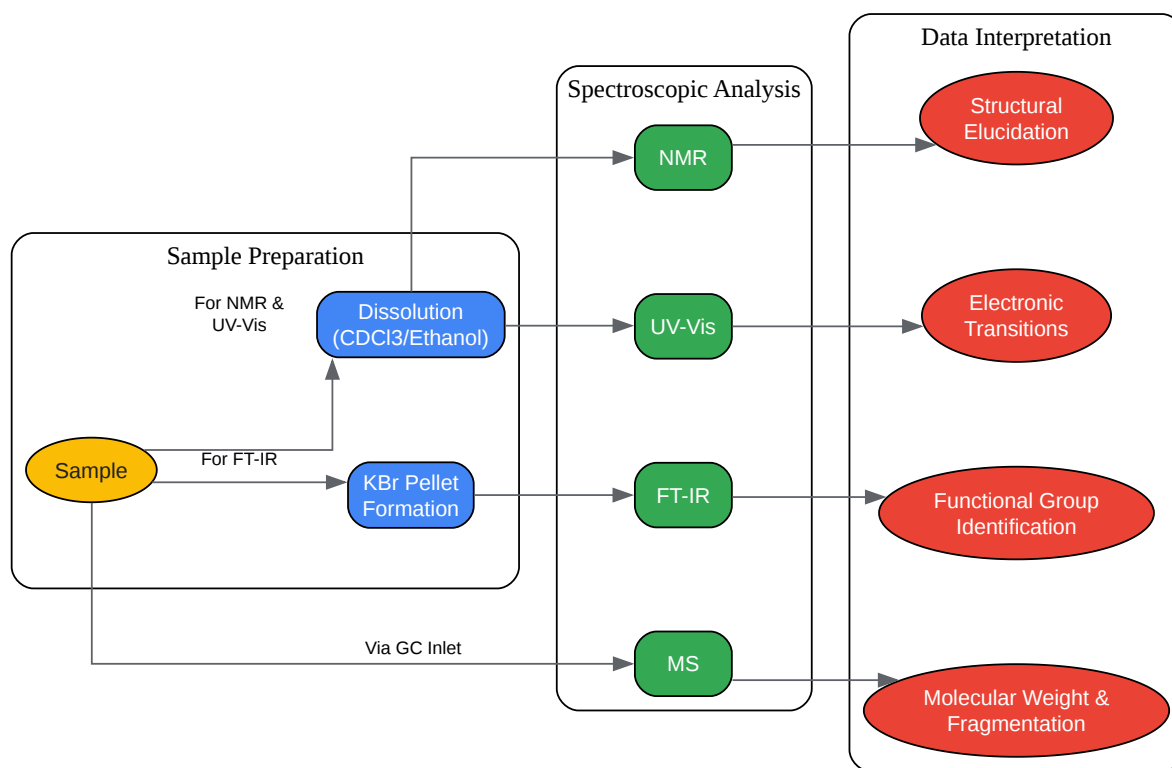 Data Interpretation
Structural
Elucidation
Spectroscopic Analysis
NMR
Sample Preparation
For NMR &
UV-Vis
Dissolution
(CDCl3/Ethanol)
UV-Vis
Electronic
Transitions
Sample
For FT-IR
KBr Pellet
Formation
FT-IR
Functional Group
Identification
Via GC Inlet
MS
Molecular Weight &
Fragmentation